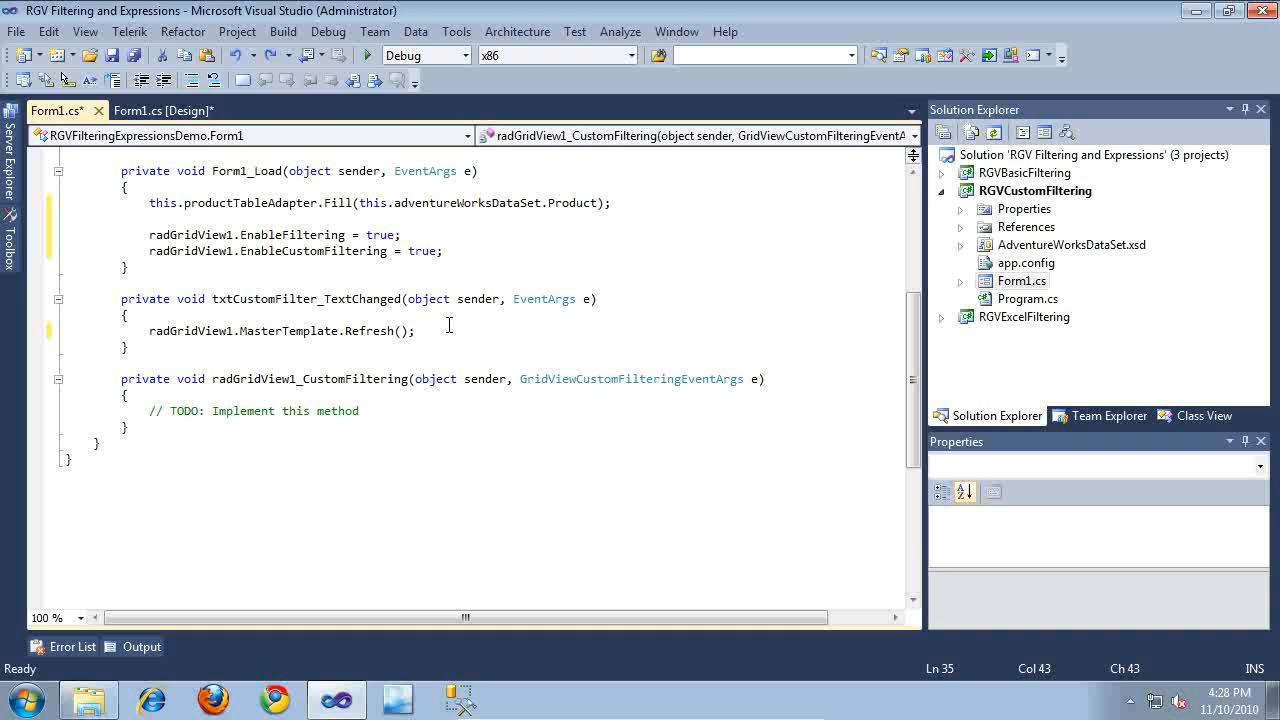 RGV Filtering and Expressions - Microsoft Visual Studio (Administrator)
File Edit View Telerik Refactor Project Build Debug Team Data Tools Architecture Test Analyze Window Help
Debug x86
Form1.cs* Form1.cs [Design]*
RGVFilteringExpressionsDemo.Form1 radGridView1_CustomFiltering(object sender, GridViewCustomFilteringEventA
Server Explorer
Toolbox
private void Form1_Load(object sender, EventArgs e)
{
this.productTableAdapter.Fill(this.adventureWorksDataSet.Product);
radGridView1.EnableFiltering = true;
radGridView1.EnableCustomFiltering = true;
}
private void txtCustomFilter_TextChanged(object sender, EventArgs e)
{
radGridView1.MasterTemplate.Refresh();
}
private void radGridView1_CustomFiltering(object sender, GridViewCustomFilteringEventArgs e)
{
// TODO: Implement this method
}
}
}
100 %
Solution Explorer
Solution 'RGV Filtering and Expressions' (3 projects)
RGVBasicFiltering
RGVCustomFiltering
Properties
References
AdventureWorksDataSet.xsd
app.config
Form1.cs
Program.cs
RGVExcelFiltering
Solution Explorer Team Explorer Class View
Properties
Error List Output
Ready Ln 35 Col 43 Ch 43 INS
4:28 PM
11/10/2010